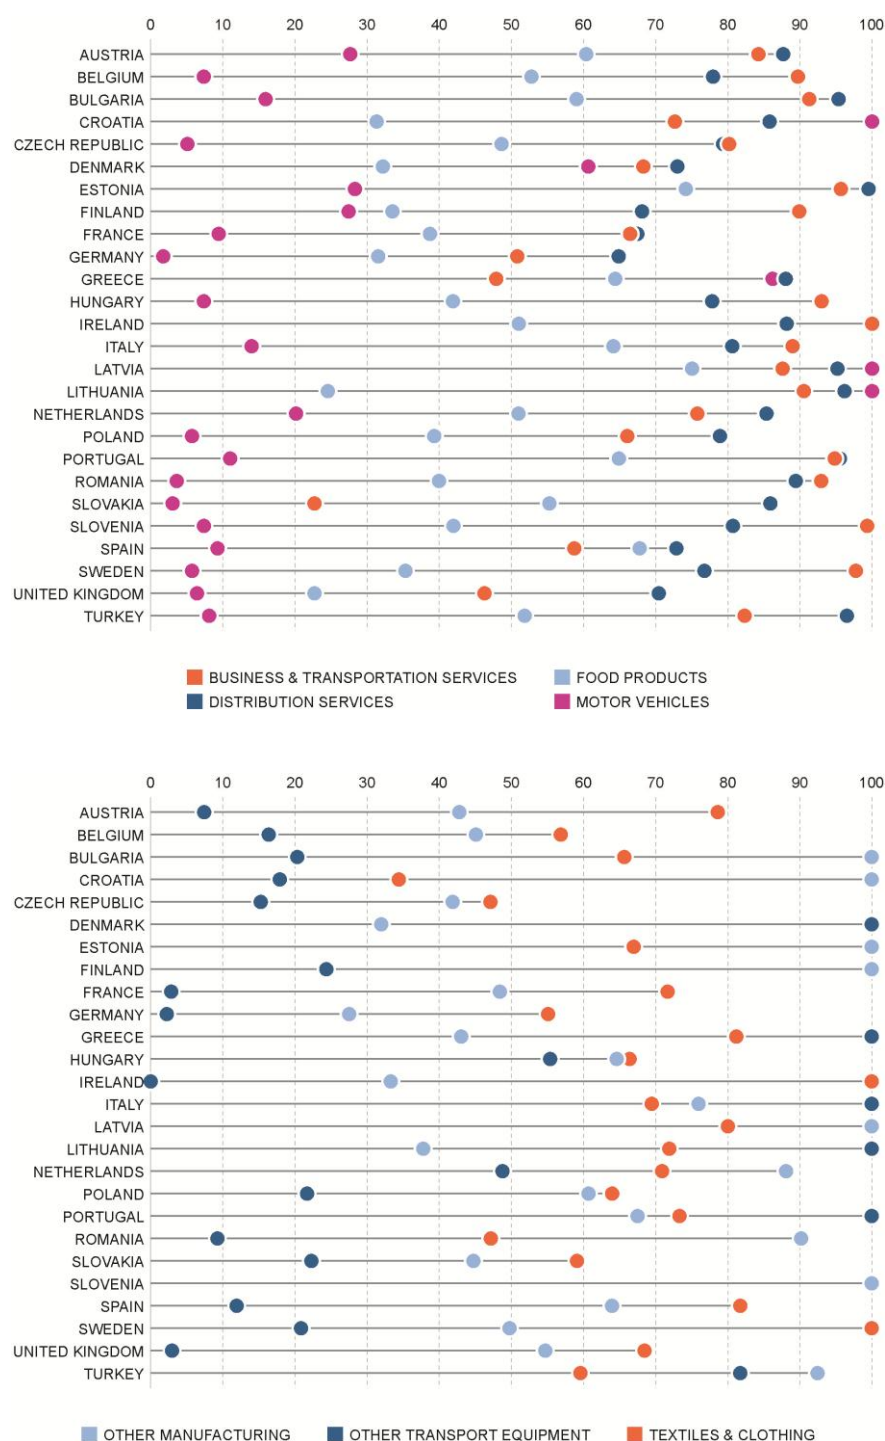 0 10 20 30 40 50 60 70 80 90 100
AUSTRIA
BELGIUM
BULGARIA
CROATIA
CZECH REPUBLIC
DENMARK
ESTONIA
FINLAND
FRANCE
GERMANY
GREECE
HUNGARY
IRELAND
ITALY
LATVIA
LITHUANIA
NETHERLANDS
POLAND
PORTUGAL
ROMANIA
SLOVAKIA
SLOVENIA
SPAIN
SWEDEN
UNITED KINGDOM
TURKEY
BUSINESS & TRANSPORTATION SERVICES FOOD PRODUCTS
DISTRIBUTION SERVICES MOTOR VEHICLES
0 10 20 30 40 50 60 70 80 90 100
AUSTRIA
BELGIUM
BULGARIA
CROATIA
CZECH REPUBLIC
DENMARK
ESTONIA
FINLAND
FRANCE
GERMANY
GREECE
HUNGARY
IRELAND
ITALY
LATVIA
LITHUANIA
NETHERLANDS
POLAND
PORTUGAL
ROMANIA
SLOVAKIA
SLOVENIA
SPAIN
SWEDEN
UNITED KINGDOM
TURKEY
OTHER MANUFACTURING OTHER TRANSPORT EQUIPMENT TEXTILES & CLOTHING